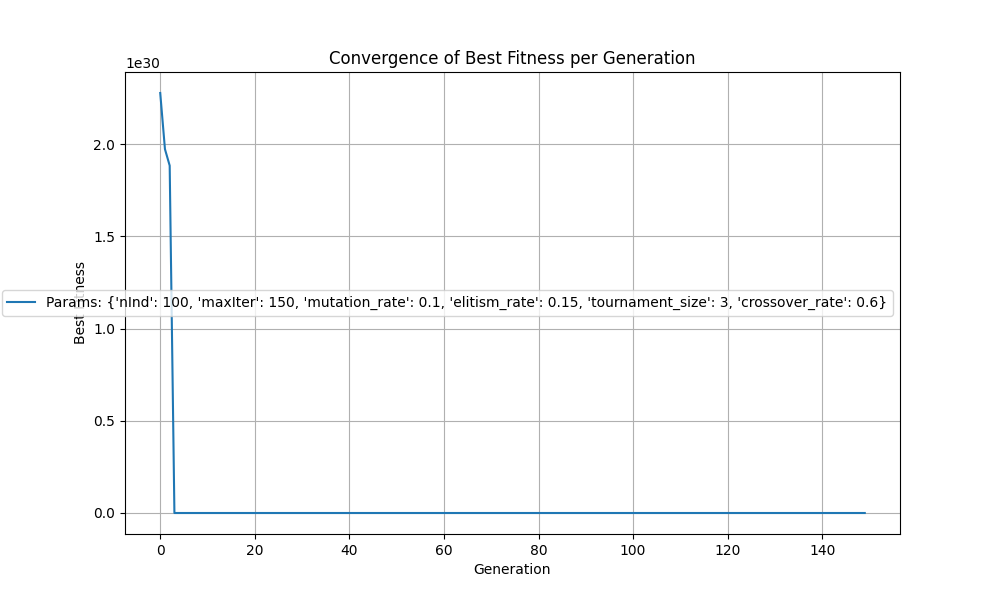 Convergence of Best Fitness per Generation
1e30
2.0
1.5
1.0
0.5
0.0
Best
Params: {'nInd': 100, 'maxIter': 150, 'mutation_rate': 0.1, 'elitism_rate': 0.15, 'tournament_size': 3, 'crossover_rate': 0.6}
0 20 40 60 80 100 120 140
Generation